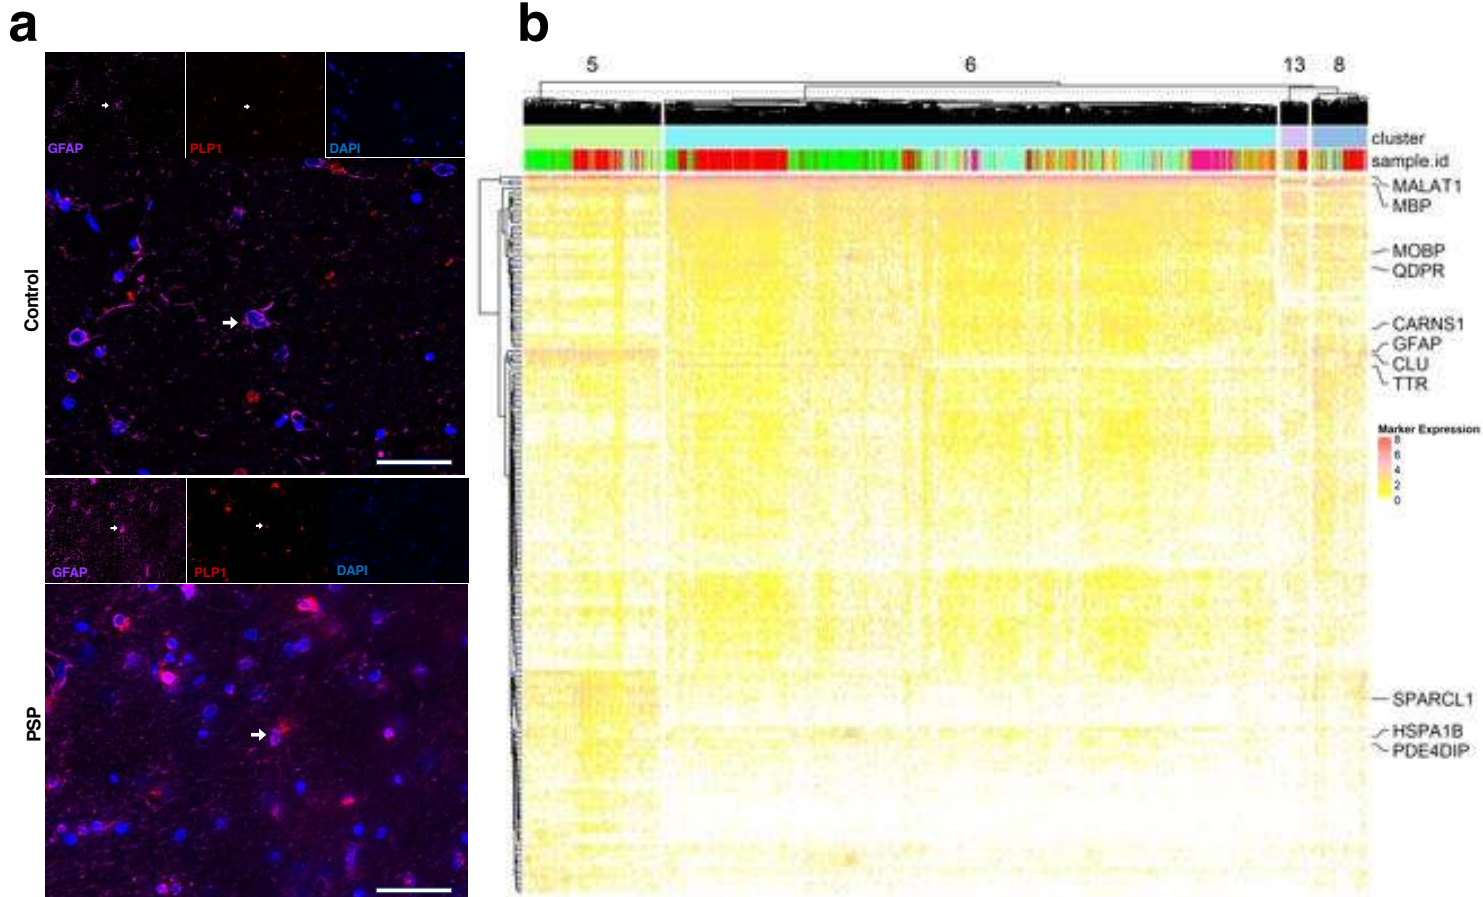 a
GFAP
PLP1
DAPI
Control
GFAP
PLP1
DAPI
PSP
b
5 6 13 8
cluster
sample.id
MALAT1
MBP
MOBP
QDPR
CARNS1
GFAP
CLU
TTR
Marker Expression
8
6
4
2
0
SPARCL1
HSPA1B
PDE4DIP